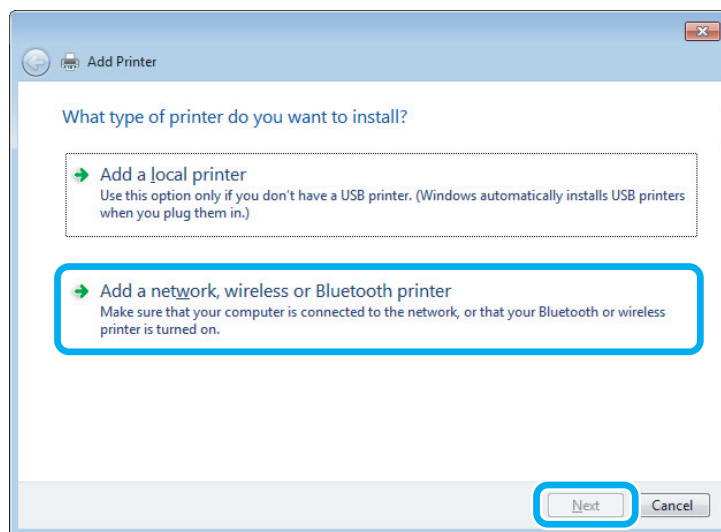 Add Printer
What type of printer do you want to install?
Add a local printer
Use this option only if you don't have a USB printer. (Windows automatically installs USB printers
when you plug them in.)
Add a network, wireless or Bluetooth printer
Make sure that your computer is connected to the network, or that your Bluetooth or wireless
printer is turned on.
Next Cancel